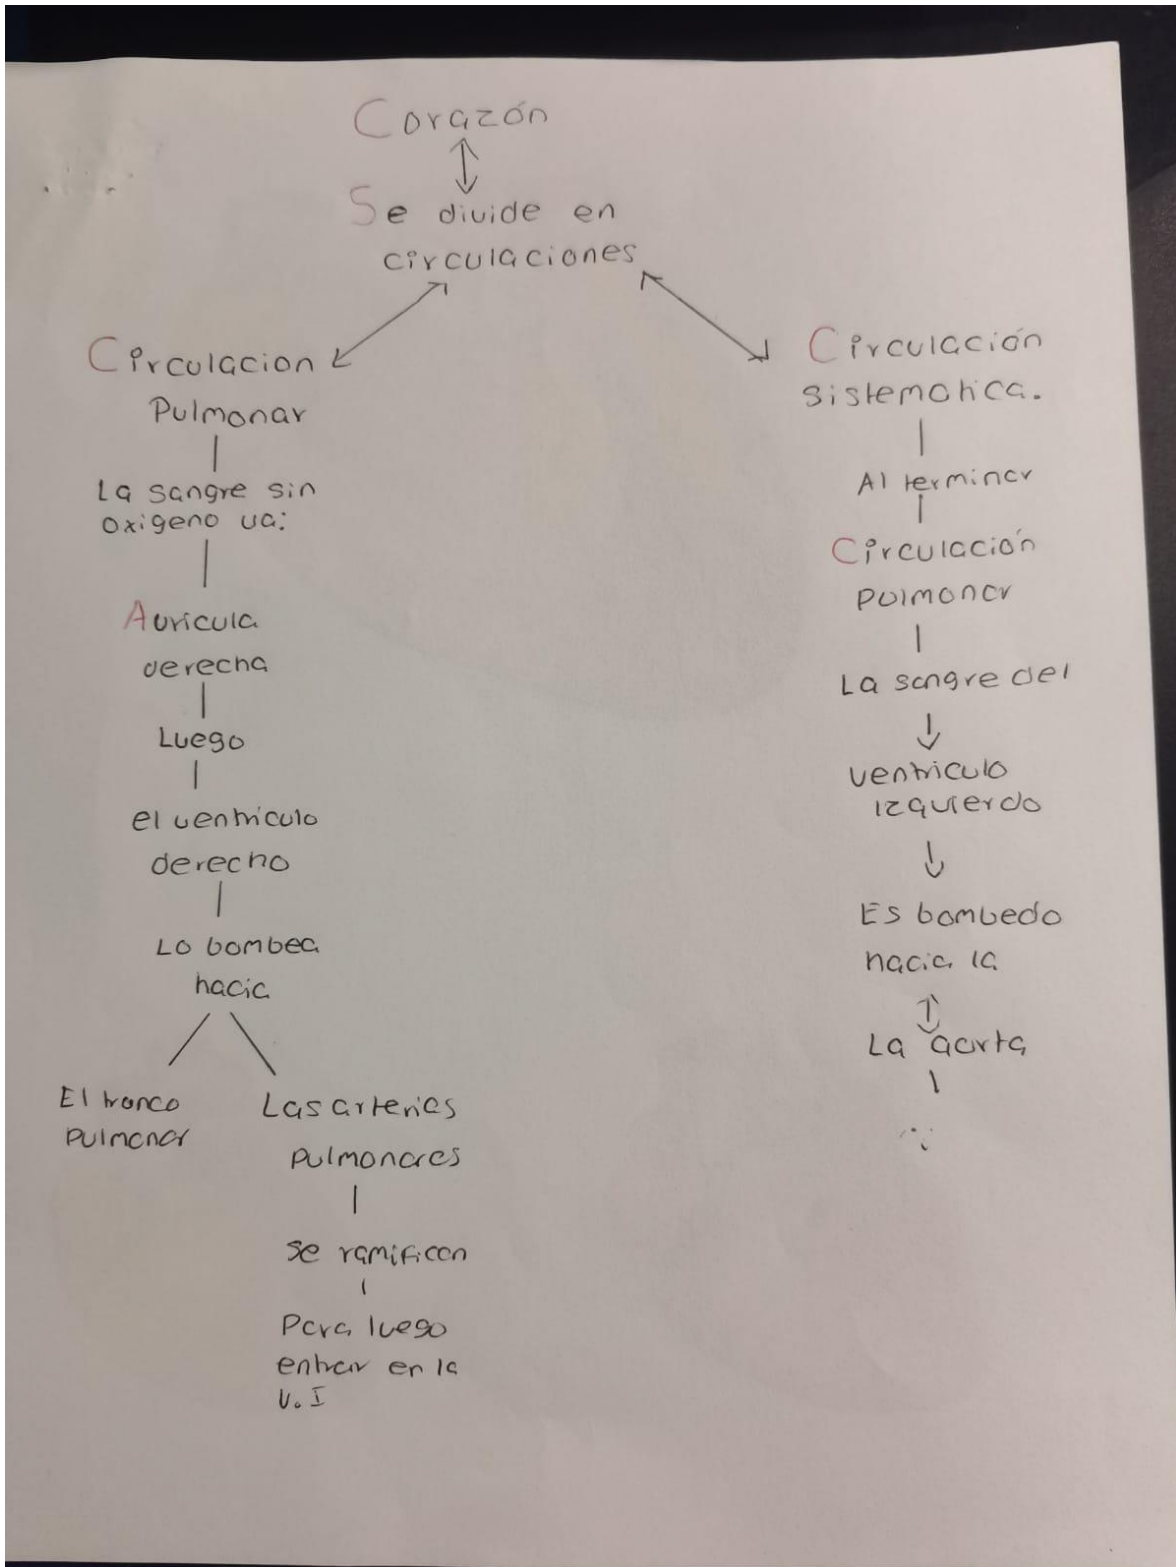 Corazón
Se divide en
circulaciones
Circulacion
Pulmonar
La sangre sin
oxigeno va:
Auricula
derecha
Luego
el ventriculo
derecho
Lo bombea
hacia
El tronco
pulmonar
Las arterias
pulmonares
se ramifican
Para luego
entrar en la
V.I
Circulación
sistematica.
Al terminar
Circulación
pulmonar
La sangre del
ventriculo
izquierdo
Es bombedo
hacia la
La aorta